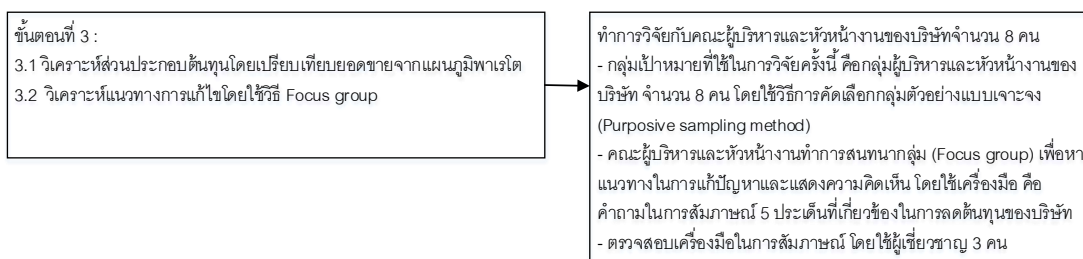 ขั้นตอนที่ 3 :
3.1 วิเคราะห์ส่วนประกอบต้นทุนโดยเปรียบเทียบยอดขายจากแผนภูมิพาเรโต
3.2 วิเคราะห์แนวทางการแก้ไขโดยใช้วิธี Focus group
ทำการวิจัยกับคณะผู้บริหารและหัวหน้างานของบริษัทจำนวน 8 คน
- กลุ่มเป้าหมายที่ใช้ในการวิจัยครั้งนี้ คือกลุ่มผู้บริหารและหัวหน้างานของ
บริษัท จำนวน 8 คน โดยใช้วิธีการคัดเลือกกลุ่มตัวอย่างแบบเจาะจง
(Purposive sampling method)
- คณะผู้บริหารและหัวหน้างานทำการสนทนากลุ่ม (Focus group) เพื่อหา
แนวทางในการแก้ปัญหาและแสดงความคิดเห็น โดยใช้เครื่องมือ คือ
คำถามในการสัมภาษณ์ 5 ประเด็นที่เกี่ยวข้องในการลดต้นทุนของบริษัท
- ตรวจสอบเครื่องมือในการสัมภาษณ์ โดยใช้ผู้เชี่ยวชาญ 3 คน